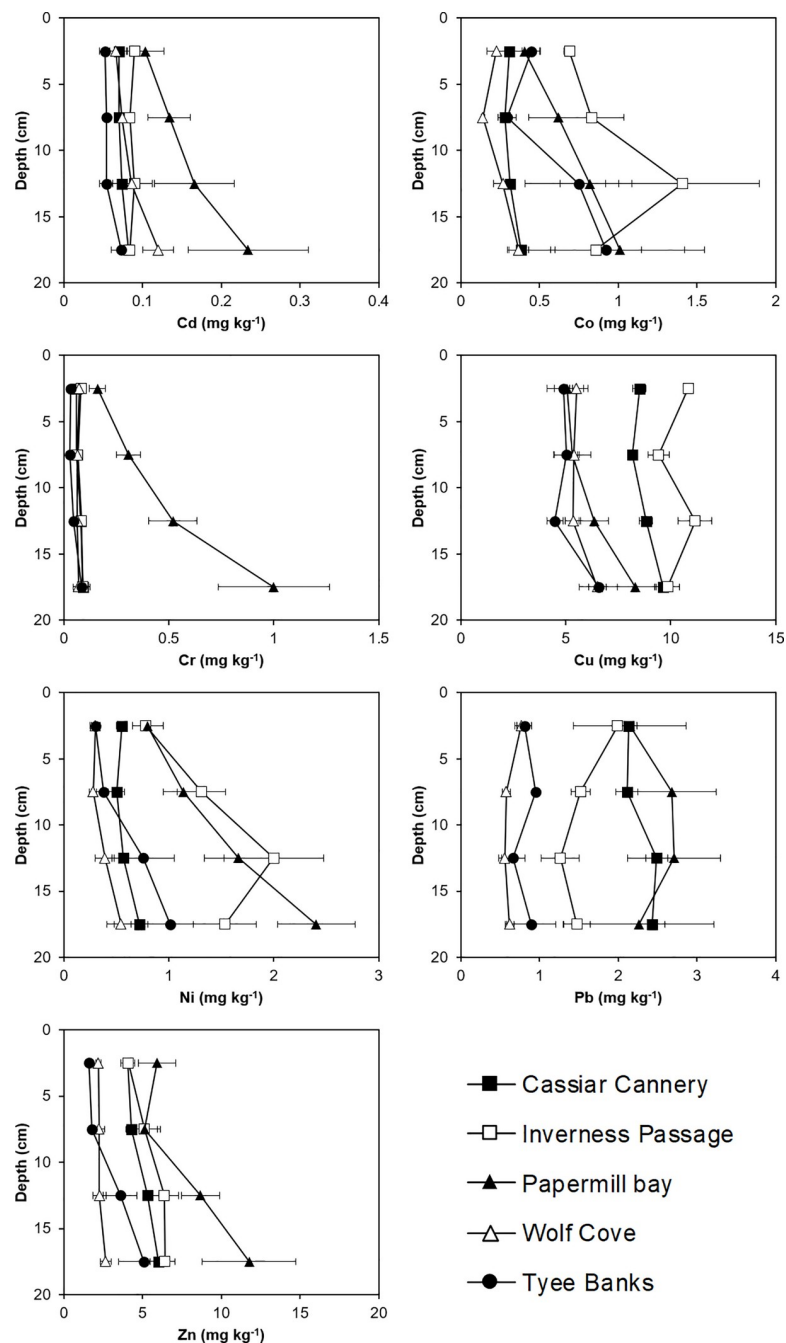 0
5
10
15
20
Depth (cm)
0 0.1 0.2 0.3 0.4
Cd (mg kg⁻¹)
0
5
10
15
20
Depth (cm)
0 0.5 1 1.5 2
Co (mg kg⁻¹)
0
5
10
15
20
Depth (cm)
0 0.5 1 1.5
Cr (mg kg⁻¹)
0
5
10
15
20
Depth (cm)
0 5 10 15
Cu (mg kg⁻¹)
0
5
10
15
20
Depth (cm)
0 1 2 3
Ni (mg kg⁻¹)
0
5
10
15
20
Depth (cm)
0 1 2 3 4
Pb (mg kg⁻¹)
0
5
10
15
20
Depth (cm)
0 5 10 15 20
Zn (mg kg⁻¹)
Cassiar Cannery
Inverness Passage
Papermill bay
Wolf Cove
Tyee Banks